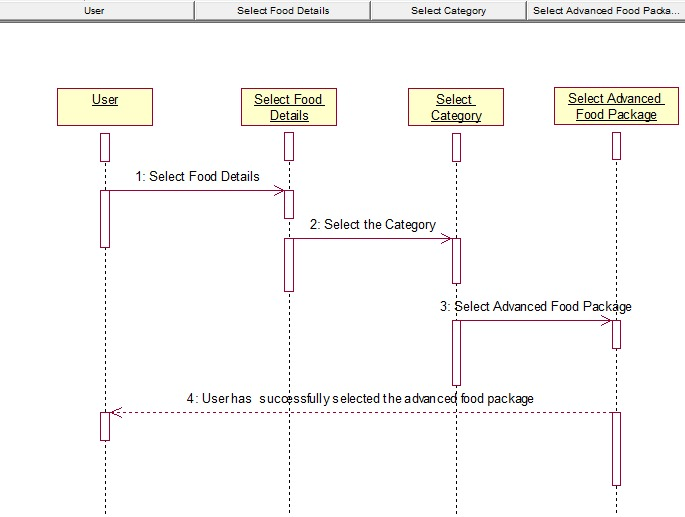 User
Select Food Details
Select Category
Select Advanced Food Packa...
User
Select Food
Details
Select
Category
Select Advanced
Food Package
1: Select Food Details
2: Select the Category
3: Select Advanced Food Package
4: User has successfully selected the advanced food package